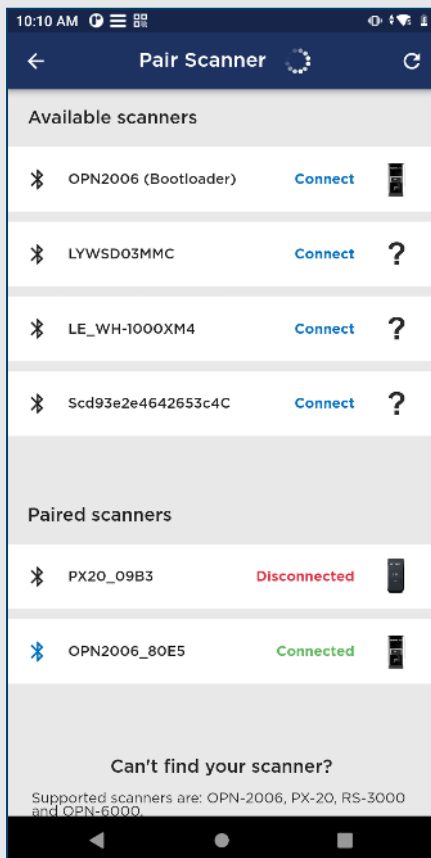 10:10 AM
Pair Scanner
Available scanners
OPN2006 (Bootloader) Connect
LYWSD03MMC Connect ?
LE_WH-1000XM4 Connect ?
Scd93e2e4642653c4C Connect ?
Paired scanners
PX20_09B3 Disconnected
OPN2006_80E5 Connected
Can't find your scanner?
Supported scanners are: OPN-2006, PX-20, RS-3000
and OPN-6000.